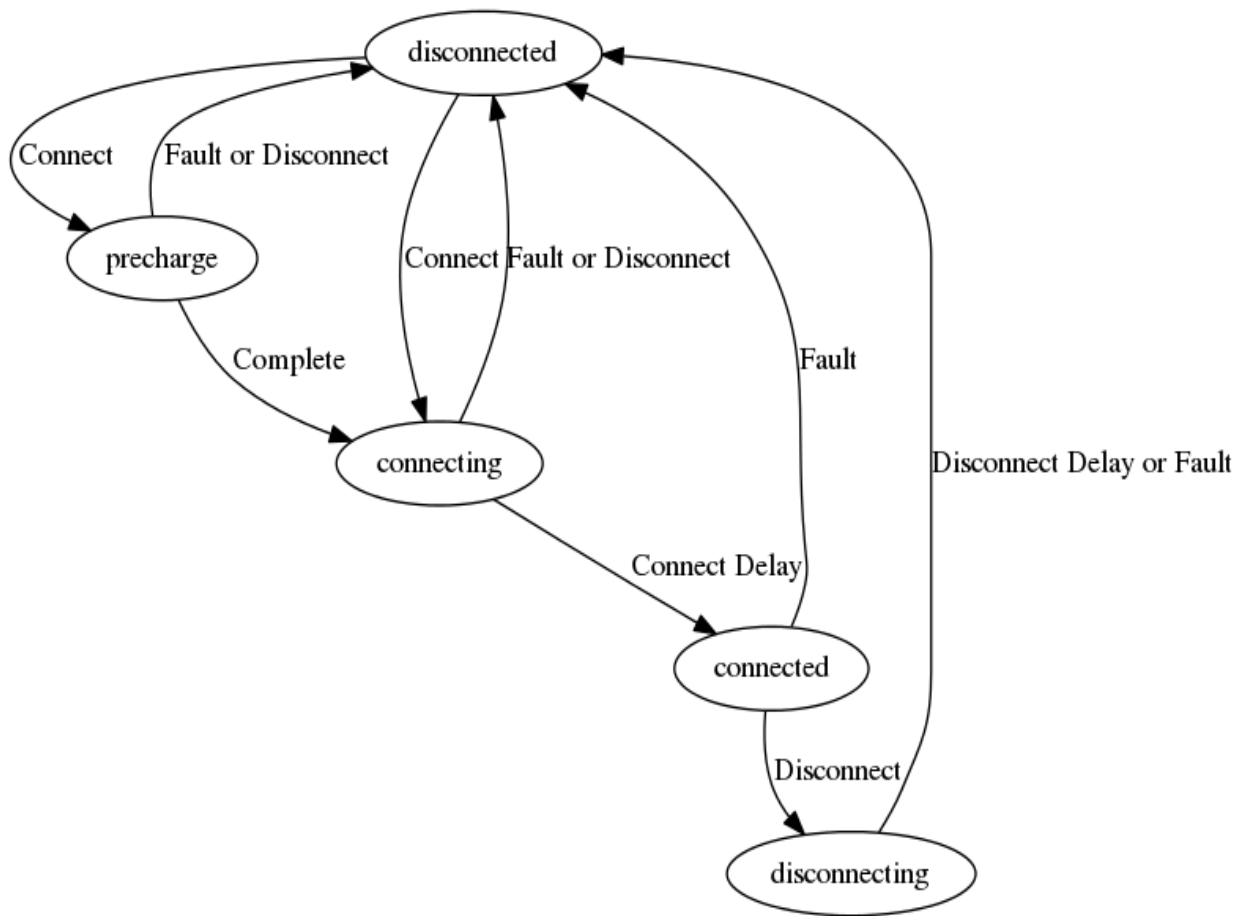 disconnected
Connect
Fault or Disconnect
precharge
Connect
Fault or Disconnect
Complete
Fault
connecting
Disconnect Delay or Fault
Connect Delay
connected
Disconnect
disconnecting